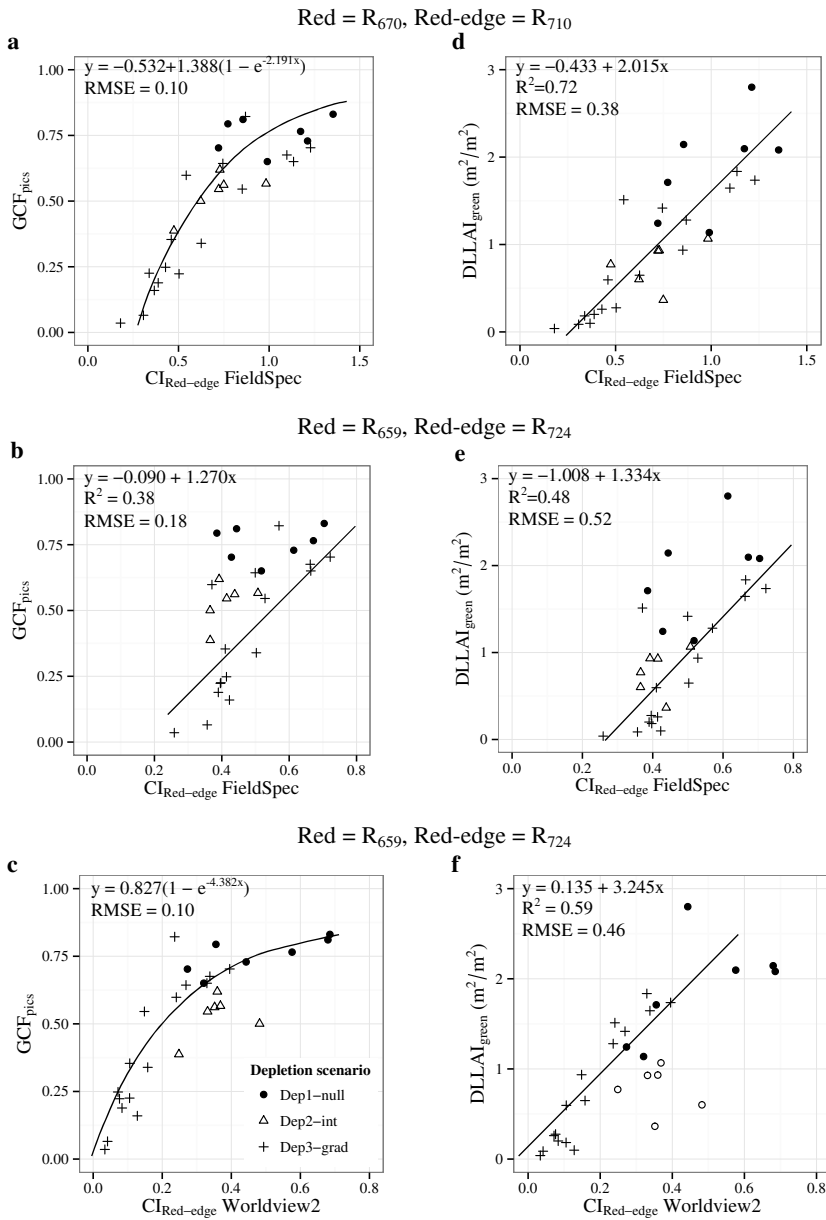 Red = R670, Red-edge = R710
a
y = −0.532+1.388(1 − e^-2.191x)
RMSE = 0.10
1.00
0.75
0.50
0.25
0.00
GCFpics
0.0 0.5 1.0 1.5
CIRed−edge FieldSpec
d
y = −0.433 + 2.015x
R²=0.72
RMSE = 0.38
3
2
1
0
DLLAIgreen (m²/m²)
0.0 0.5 1.0 1.5
CIRed−edge FieldSpec
Red = R659, Red-edge = R724
b
y = −0.090 + 1.270x
R² = 0.38
RMSE = 0.18
1.00
0.75
0.50
0.25
0.00
GCFpics
0.0 0.2 0.4 0.6 0.8
CIRed−edge FieldSpec
e
y = −1.008 + 1.334x
R²=0.48
RMSE = 0.52
3
2
1
0
DLLAIgreen (m²/m²)
0.0 0.2 0.4 0.6 0.8
CIRed−edge FieldSpec
Red = R659, Red-edge = R724
c
y = 0.827(1 − e^-4.382x)
RMSE = 0.10
1.00
0.75
0.50
0.25
0.00
GCFpics
Depletion scenario
Dep1−null
Dep2−int
Dep3−grad
0.0 0.2 0.4 0.6 0.8
CIRed−edge Worldview2
f
y = 0.135 + 3.245x
R² = 0.59
RMSE = 0.46
3
2
1
0
DLLAIgreen (m²/m²)
0.0 0.2 0.4 0.6 0.8
CIRed−edge Worldview2